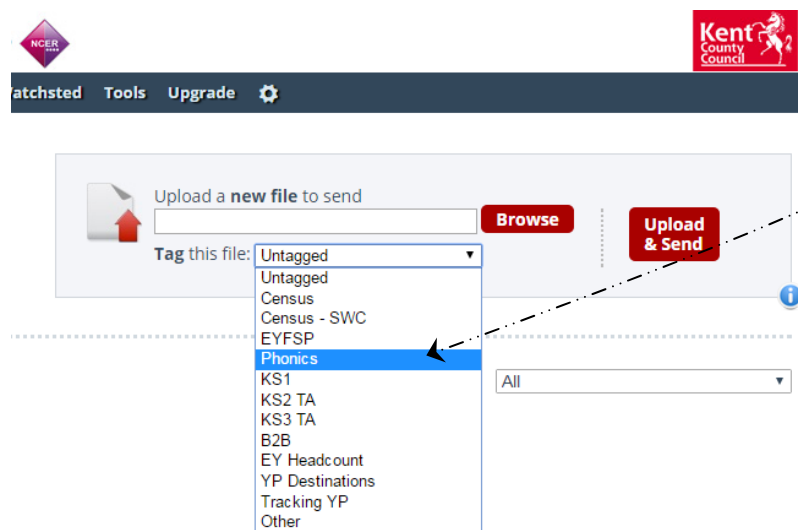 NCER
Kent
County
Council
atchsted Tools Upgrade
Upload a new file to send
Browse
Upload
& Send
Tag this file: Untagged
Untagged
Census
Census - SWC
EYFSP
Phonics
KS1
All
KS2 TA
KS3 TA
B2B
EY Headcount
YP Destinations
Tracking YP
Other